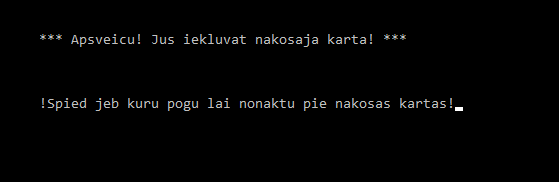 *** Apsveicu! Jus iekluvat nakosaja karta! ***
!Spied jeb kuru pogu lai nonaktu pie nakosas kartas!